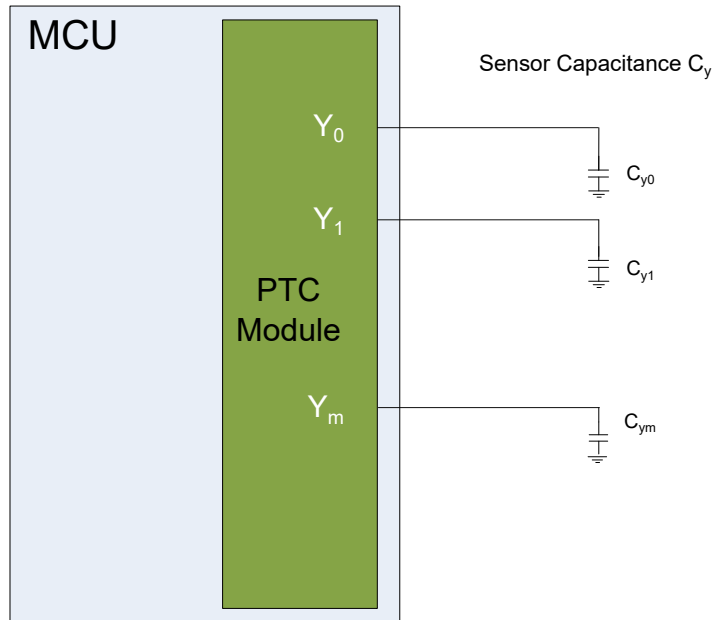 MCU
Sensor Capacitance Cy
Y0
Cy0
Y1
Cy1
PTC
Module
Ym
Cym